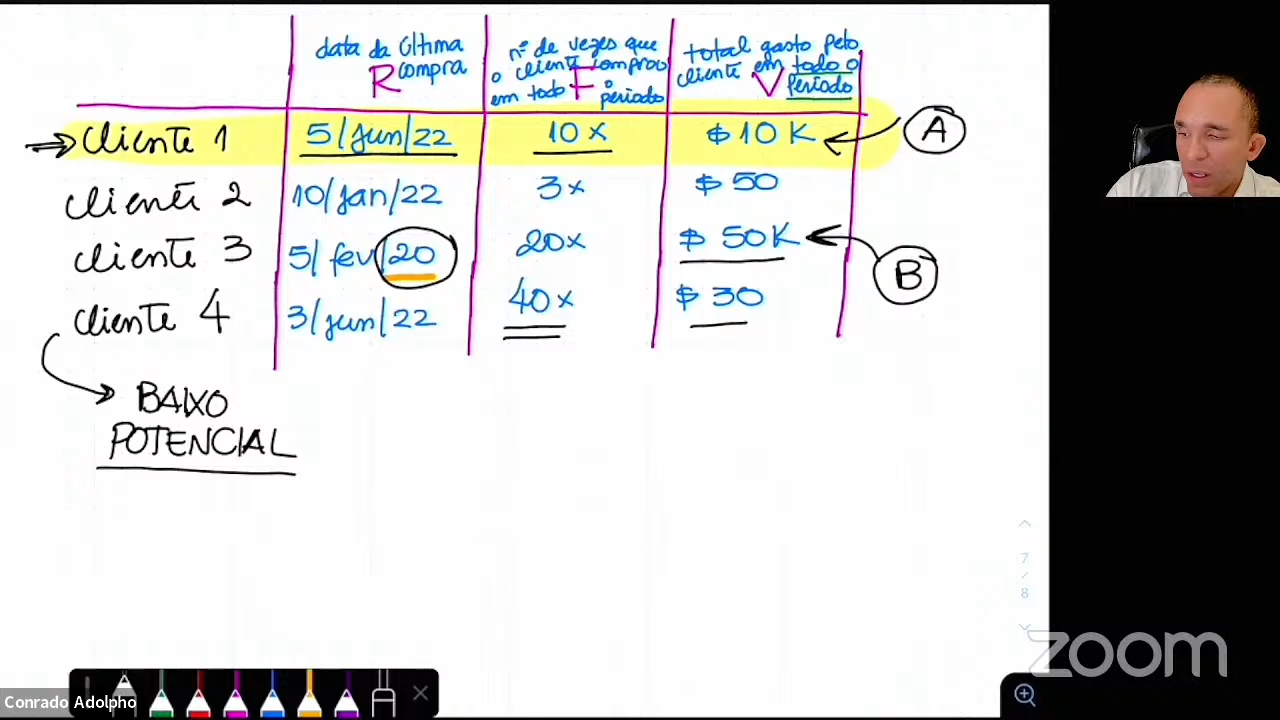 data da última compra
R
nº de vezes que o cliente comprou em todo o período
F
total gasto pelo cliente em todo o período
V
Cliente 1 5/jun/22 10x $10K A
Cliente 2 10/jan/22 3x $50
Cliente 3 5/fev/20 20x $50K B
Cliente 4 3/jun/22 40x $30
BAIXO
POTENCIAL
7
/
8
zoom
Conrado Adolpho